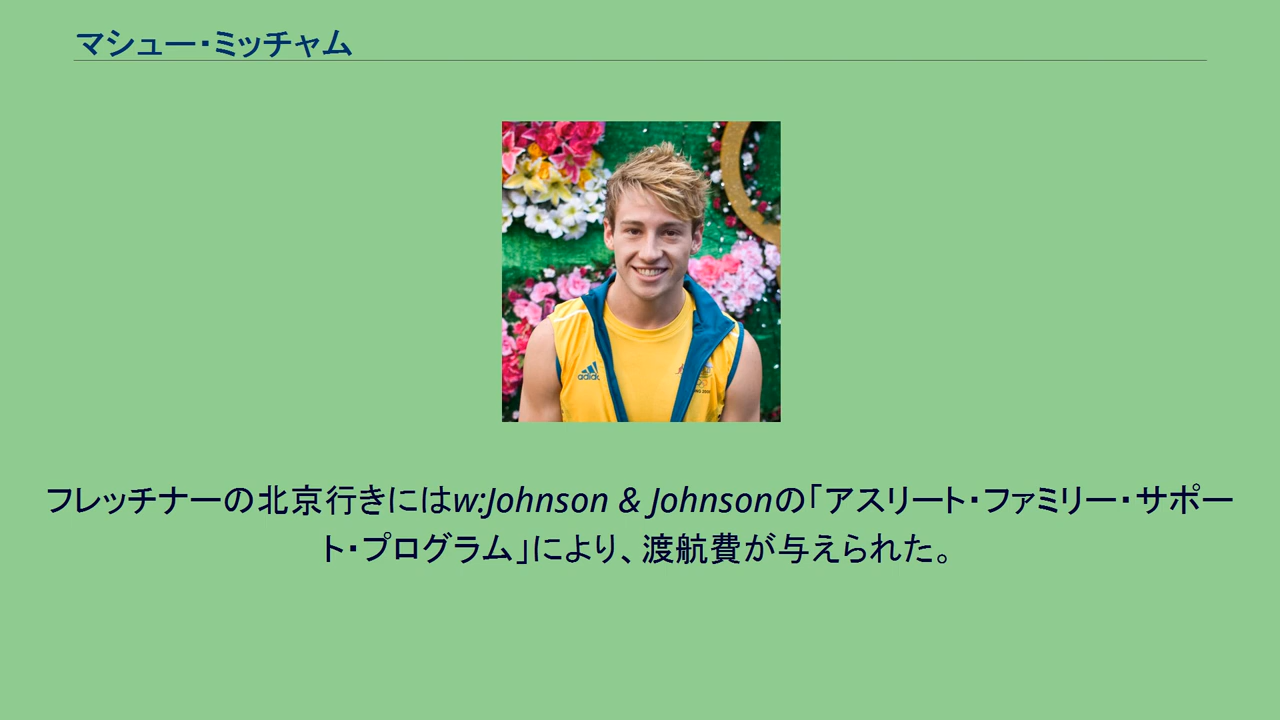 マシュー・ミッチャム
adidas
フレッチナーの北京行きにはw:Johnson & Johnsonの「アスリート・ファミリー・サポー
ト・プログラム」により、渡航費が与えられた。